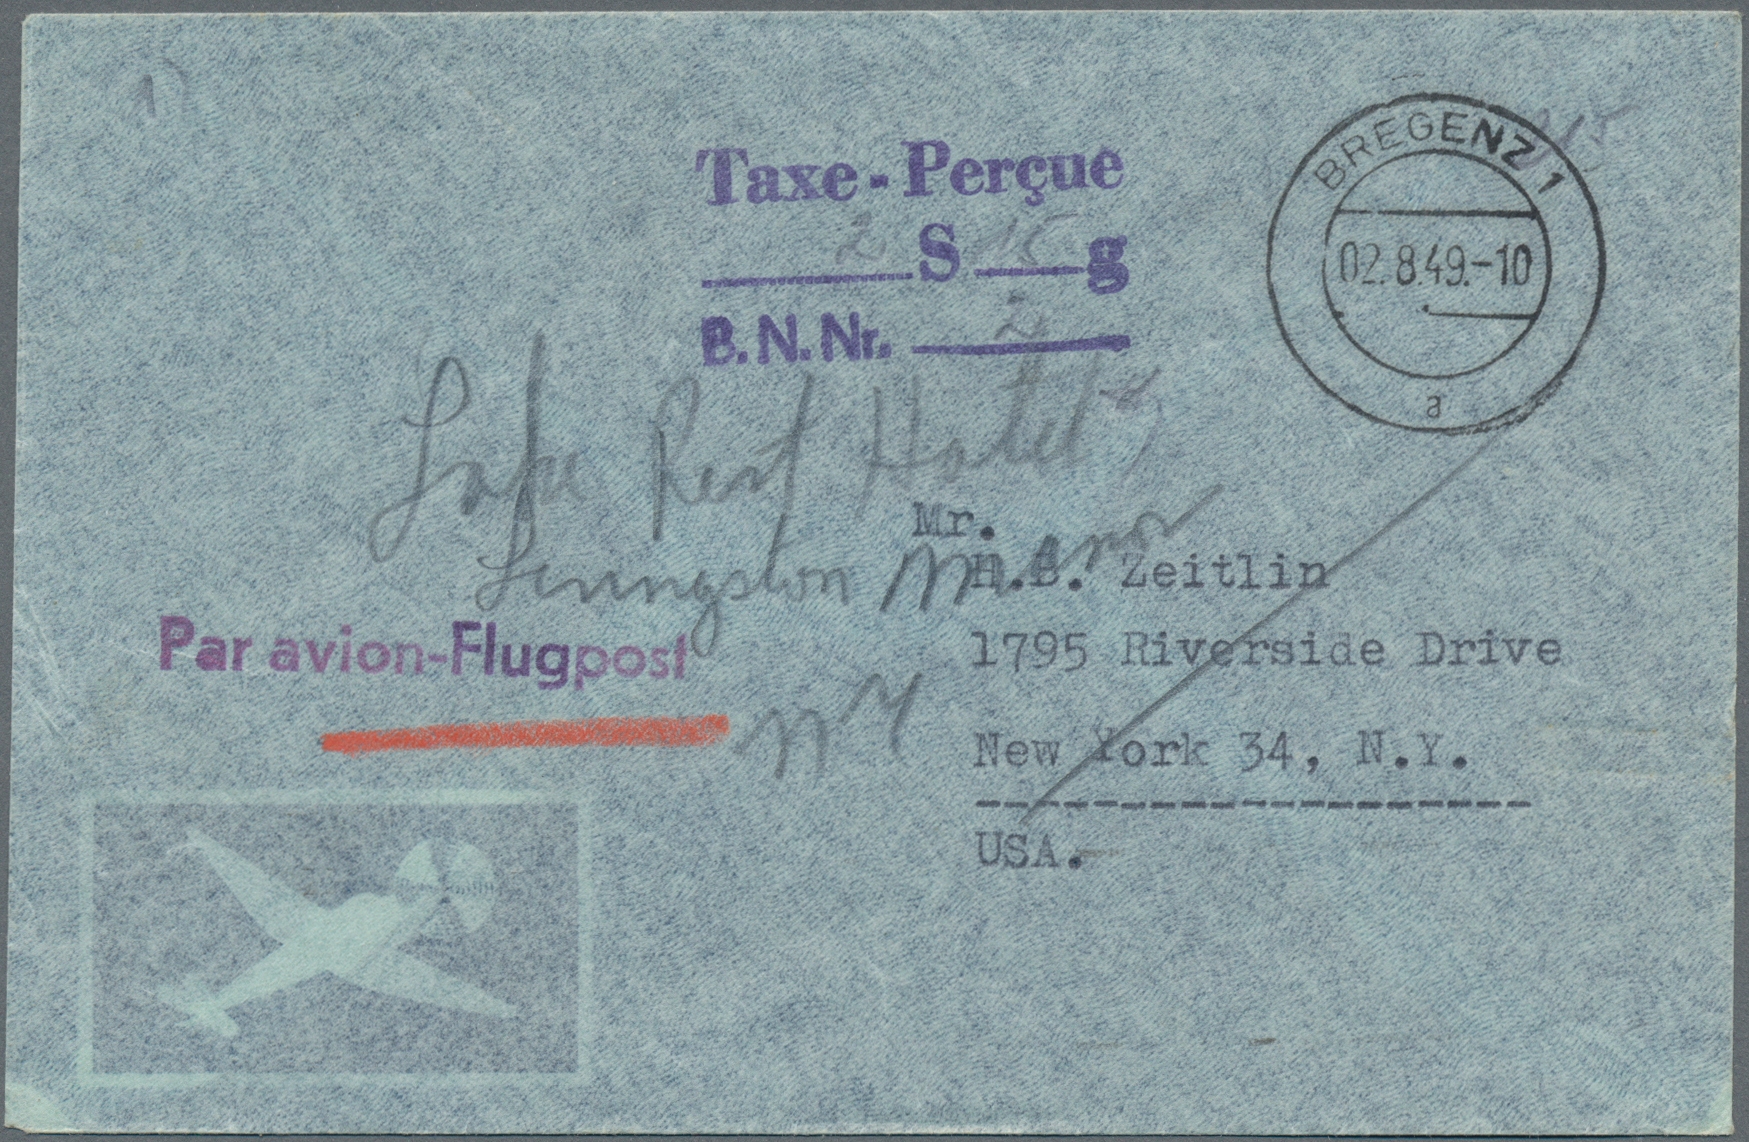 Taxe-Perçue
2 S 15 g
B.N.Nr. 2
BREGENZ 1
02.8.49.-10
a
Lake Rest Hotel
Livingston Manor
NY
Mr.
H.B. Zeitlin
1795 Riverside Drive
New York 34, N.Y.
USA.
Par avion-Flugpost